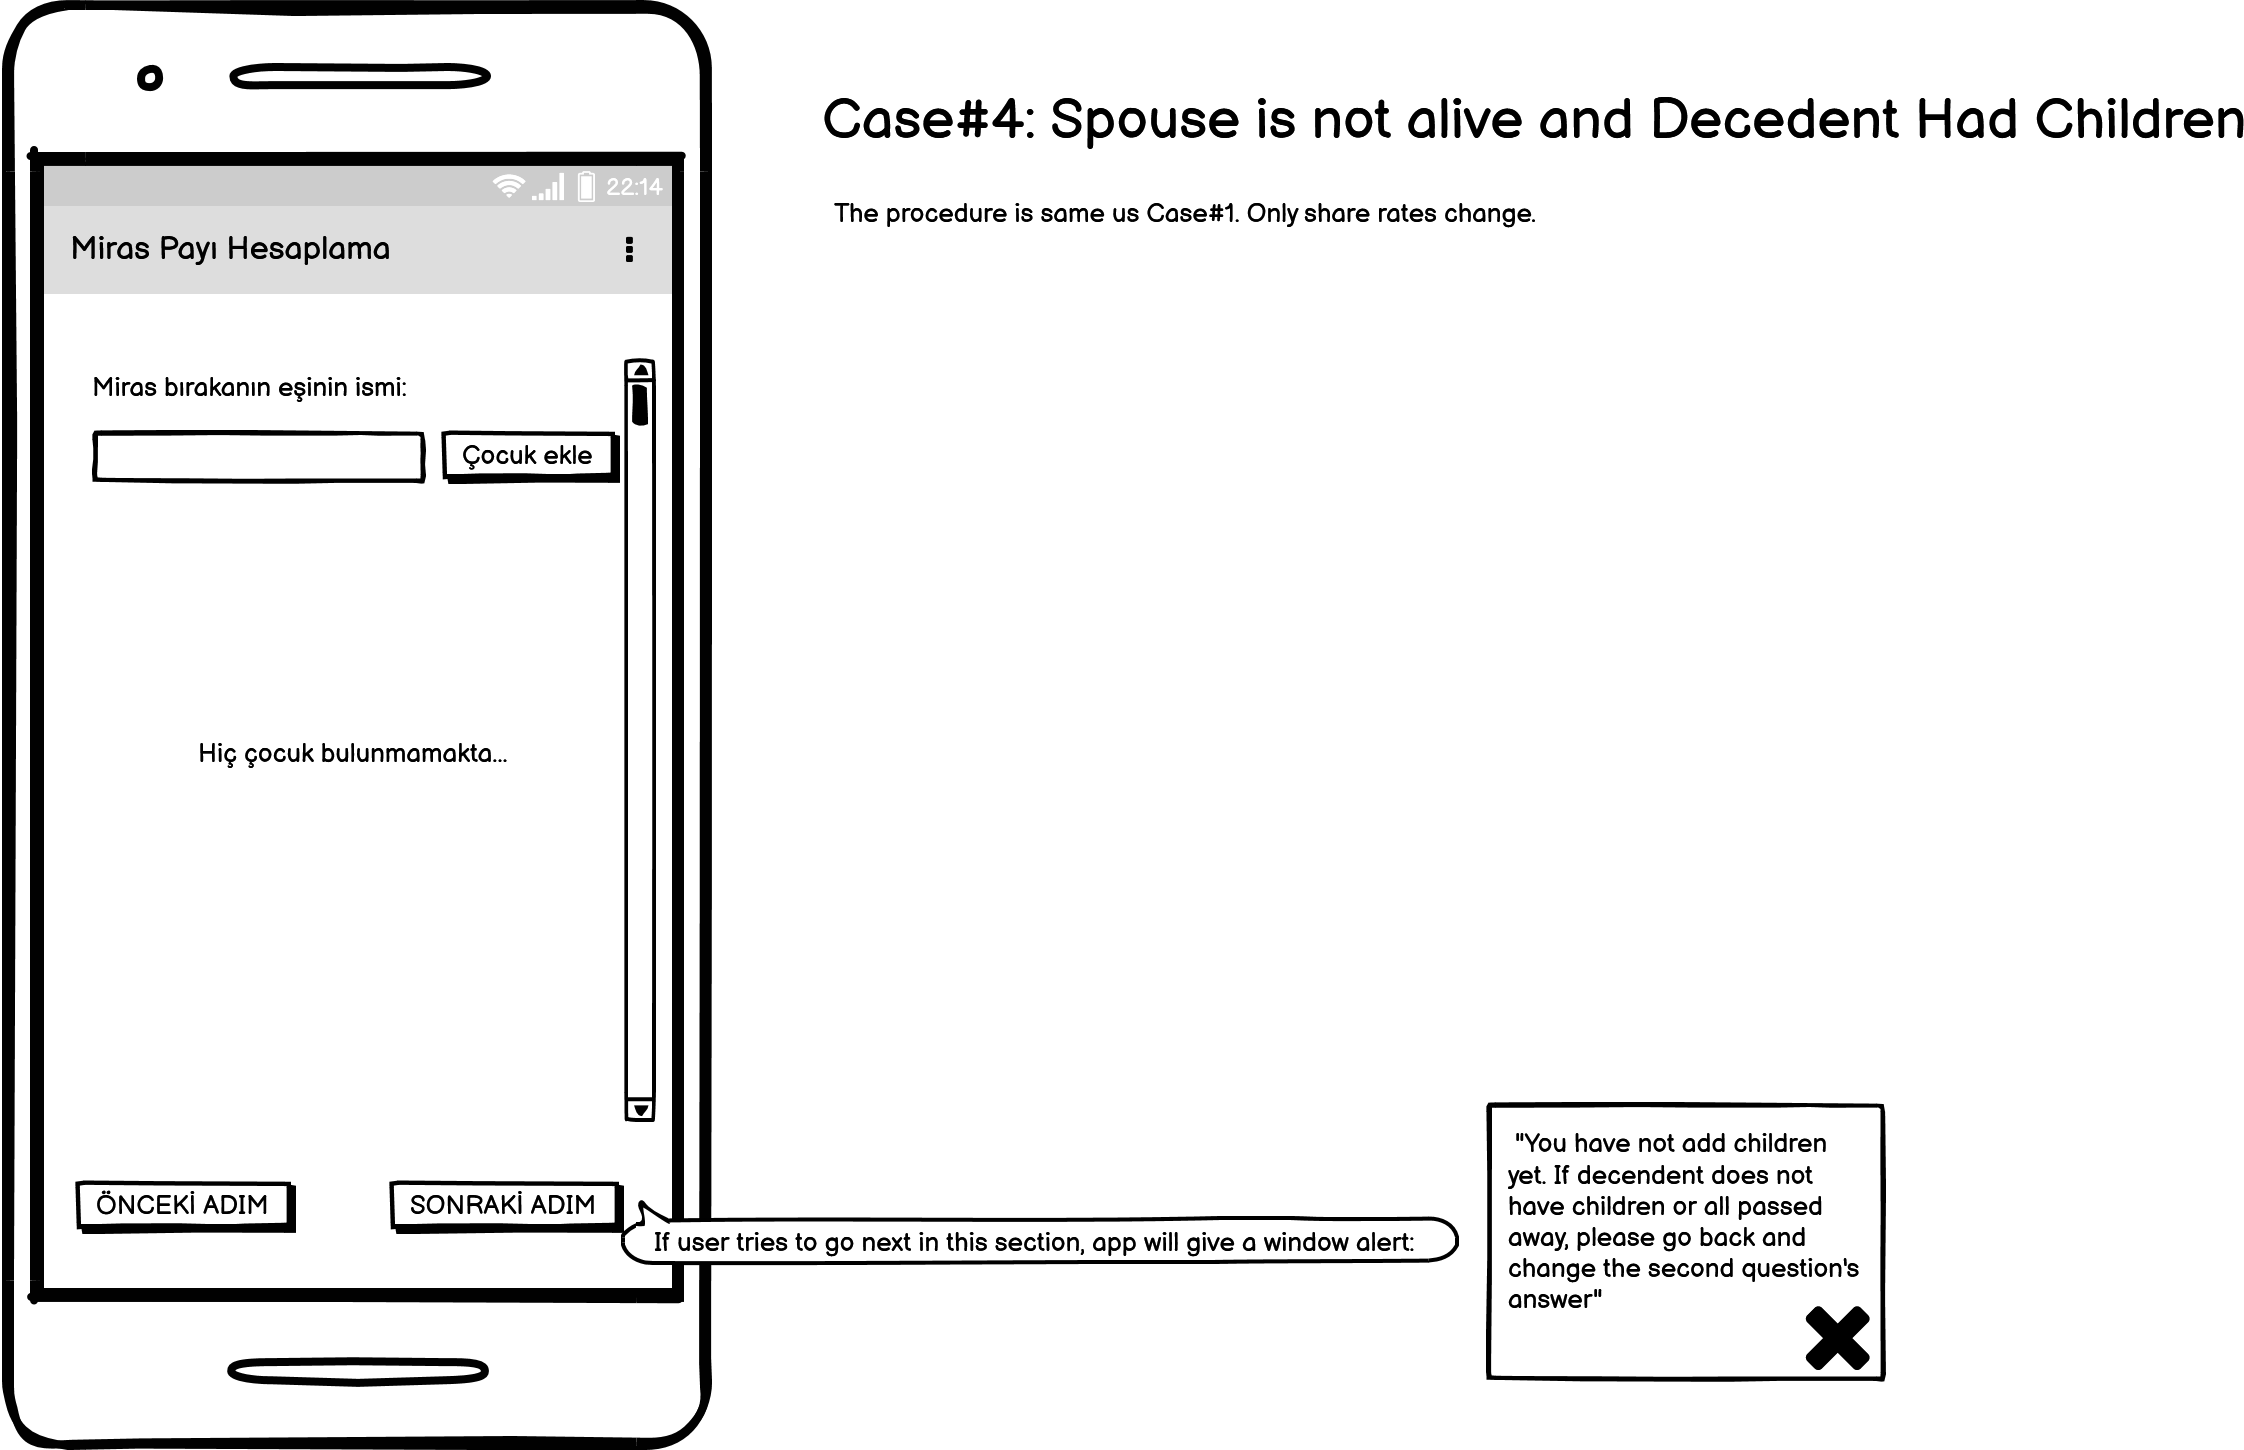 Case#4: Spouse is not alive and Decedent Had Children
The procedure is same us Case#1. Only share rates change.
22:14
Miras Payı Hesaplama
Miras bırakanın eşinin ismi:
Çocuk ekle
Hiç çocuk bulunmamakta...
ÖNCEKİ ADIM
SONRAKİ ADIM
If user tries to go next in this section, app will give a window alert:
"You have not add children
yet. If decendent does not
have children or all passed
away, please go back and
change the second question's
answer"